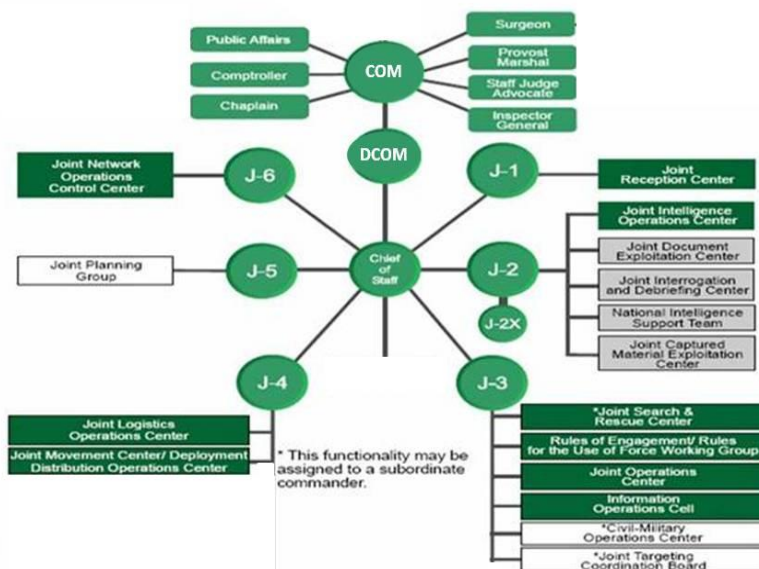 Public Affairs
Comptroller
Chaplain
COM
Surgeon
Provost
Marshal
Staff Judge
Advocate
Inspector
General
DCOM
Joint Network
Operations
Control Center
J-6
J-1
Joint
Reception Center
Joint Planning
Group
J-5
Chief
of
Staff
J-2
J-2X
Joint Intelligence
Operations Center
Joint Document
Exploitation Center
Joint Interrogation
and Debriefing Center
National Intelligence
Support Team
Joint Captured
Material Exploitation
Center
J-4
Joint Logistics
Operations Center
Joint Movement Center/ Deployment
Distribution Operations Center
* This functionality may be
assigned to a subordinate
commander.
J-3
*Joint Search &
Rescue Center
Rules of Engagement/ Rules
for the Use of Force Working Group
Joint Operations
Center
Information
Operations Cell
*Civil-Military
Operations Center
*Joint Targeting
Coordination Board